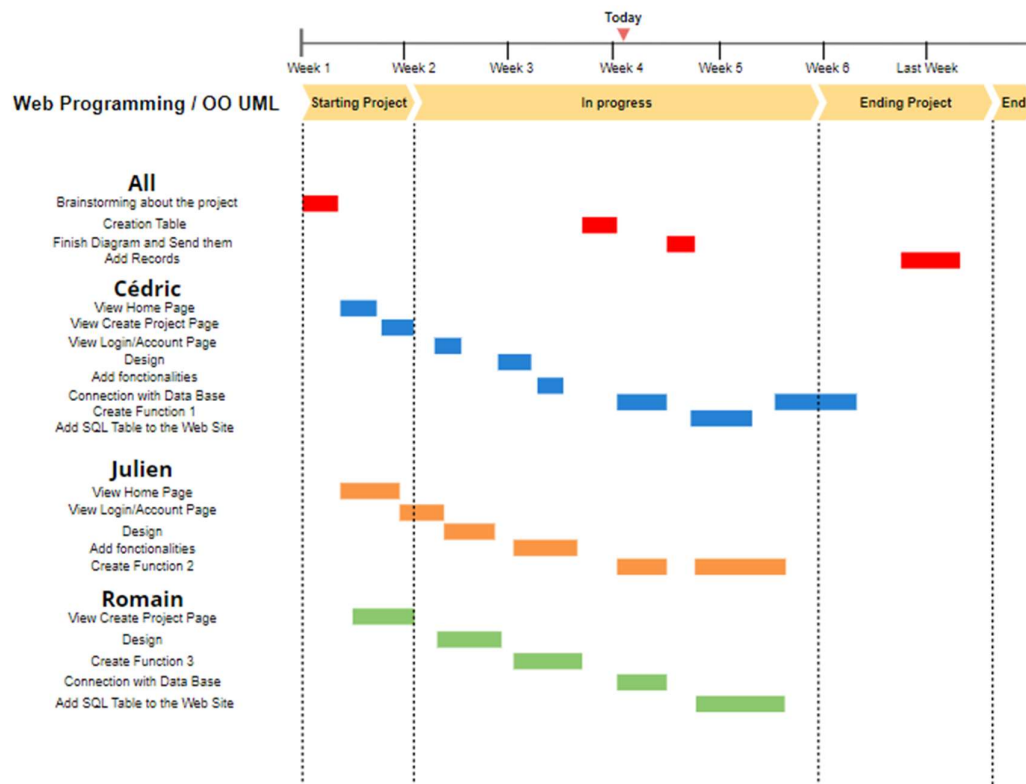 Today
Week 1 Week 2 Week 3 Week 4 Week 5 Week 6 Last Week
Web Programming / OO UML Starting Project In progress Ending Project End
All
Brainstorming about the project
Creation Table
Finish Diagram and Send them
Add Records
Cédric
View Home Page
View Create Project Page
View Login/Account Page
Design
Add fonctionalities
Connection with Data Base
Create Function 1
Add SQL Table to the Web Site
Julien
View Home Page
View Login/Account Page
Design
Add fonctionalities
Create Function 2
Romain
View Create Project Page
Design
Create Function 3
Connection with Data Base
Add SQL Table to the Web Site